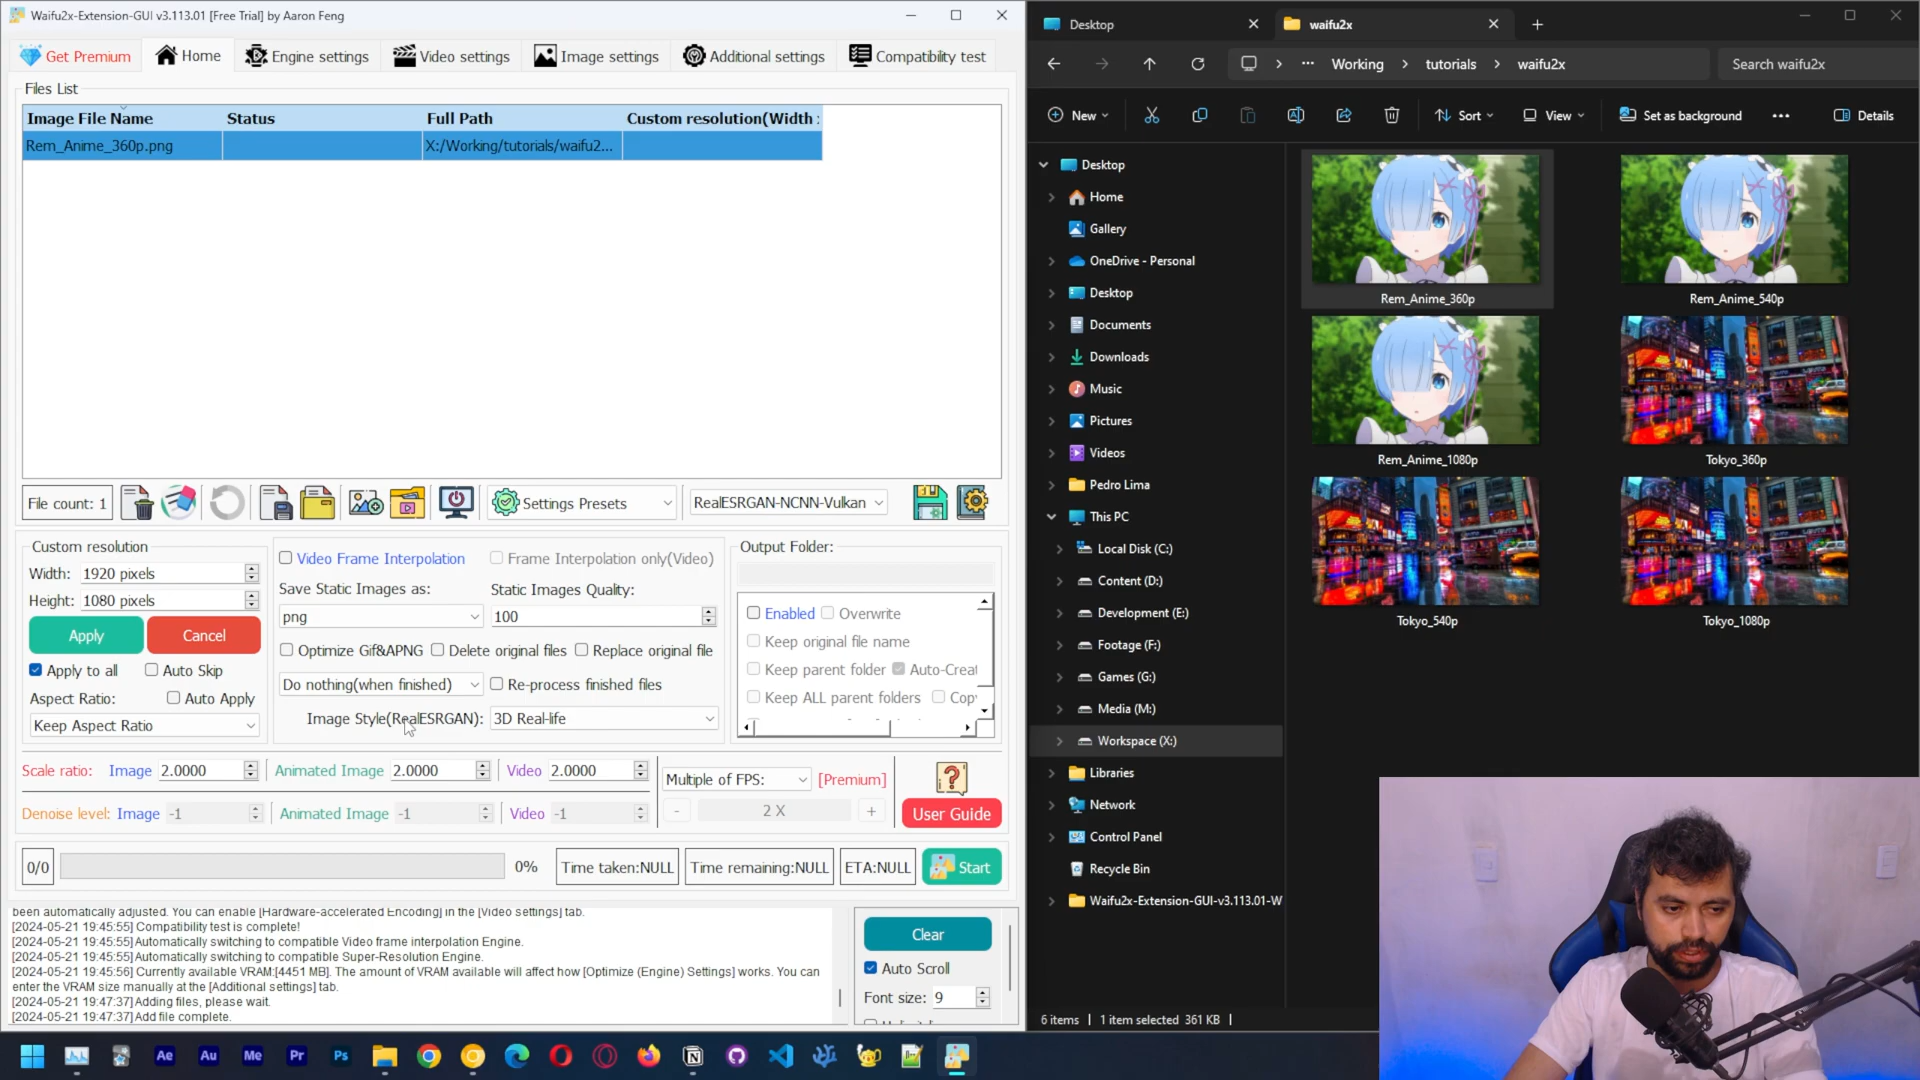 Waifu2x-Extension-GUI v3.113.01 [Free Trial] by Aaron Feng
Get Premium
Home
Engine settings
Video settings
Image settings
Additional settings
Compatibility test
Files List
Image File Name
Status
Full Path
Custom resolution(Width :
Rem_Anime_360p.png
X:/Working/tutorials/waifu2...
File count: 1
Settings Presets
RealESRGAN-NCNN-Vulkan
Custom resolution
Width: 1920 pixels
Height: 1080 pixels
Apply
Cancel
Apply to all
Auto Skip
Aspect Ratio:
Auto Apply
Keep Aspect Ratio
Video Frame Interpolation
Frame Interpolation only(Video)
Save Static Images as:
Static Images Quality:
png
100
Optimize Gif&APNG
Delete original files
Replace original file
Do nothing(when finished)
Re-process finished files
Image Style(RealESRGAN): 3D Real-life
Output Folder:
Enabled
Overwrite
Keep original file name
Keep parent folder
Auto-Creat
Keep ALL parent folders
Cop
Scale ratio: Image 2.0000
Animated Image 2.0000
Video 2.0000
Denoise level: Image -1
Animated Image -1
Video -1
Multiple of FPS:
[Premium]
- 2 X +
User Guide
0/0
0%
Time taken:NULL
Time remaining:NULL
ETA:NULL
Start
been automatically adjusted. You can enable [Hardware-accelerated Encoding] in the [Video settings] tab.
[2024-05-21 19:45:55] Compatibility test is complete!
[2024-05-21 19:45:55] Automatically switching to compatible Video frame interpolation Engine.
[2024-05-21 19:45:55] Automatically switching to compatible Super-Resolution Engine.
[2024-05-21 19:45:56] Currently available VRAM:[4451 MB]. The amount of VRAM available will affect how [Optimize (Engine) Settings] works. You can
enter the VRAM size manually at the [Additional settings] tab.
[2024-05-21 19:47:37] Adding files, please wait.
[2024-05-21 19:47:37] Add file complete.
Clear
Auto Scroll
Font size: 9
Desktop
waifu2x
Working
tutorials
waifu2x
Search waifu2x
New
Sort
View
Set as background
Details
Desktop
Home
Gallery
OneDrive - Personal
Desktop
Documents
Downloads
Music
Pictures
Videos
Pedro Lima
This PC
Local Disk (C:)
Content (D:)
Development (E:)
Footage (F:)
Games (G:)
Media (M:)
Workspace (X:)
Libraries
Network
Control Panel
Recycle Bin
Waifu2x-Extension-GUI-v3.113.01-W
Rem_Anime_360p
Rem_Anime_540p
Rem_Anime_1080p
Tokyo_360p
Tokyo_540p
Tokyo_1080p
6 items
1 item selected 361 KB
Ae
Au
Me
Pr
Ps